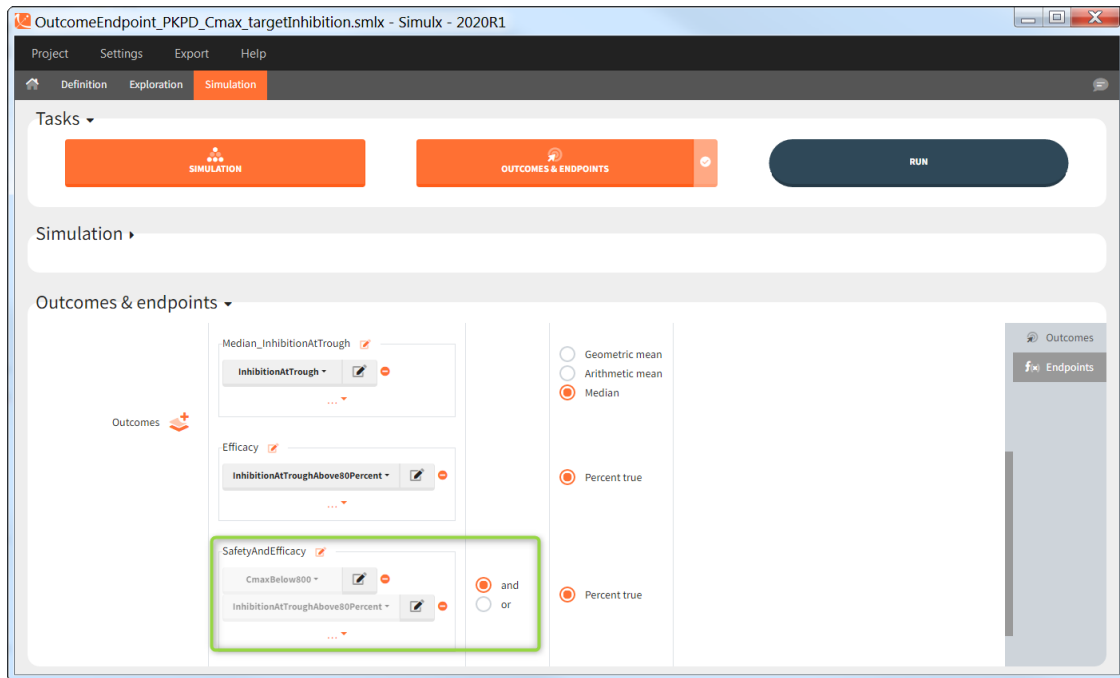 OutcomeEndpoint_PKPD_Cmax_targetInhibition.smlx - Simulx - 2020R1
Project Settings Export Help
Definition Exploration Simulation
Tasks
SIMULATION
OUTCOMES & ENDPOINTS
RUN
Simulation
Outcomes & endpoints
Outcomes
Median_InhibitionAtTrough
InhibitionAtTrough
...
Geometric mean
Arithmetic mean
Median
Efficacy
InhibitionAtTroughAbove80Percent
...
Percent true
SafetyAndEfficacy
CmaxBelow800
InhibitionAtTroughAbove80Percent
...
and
or
Percent true
Outcomes
f(x) Endpoints